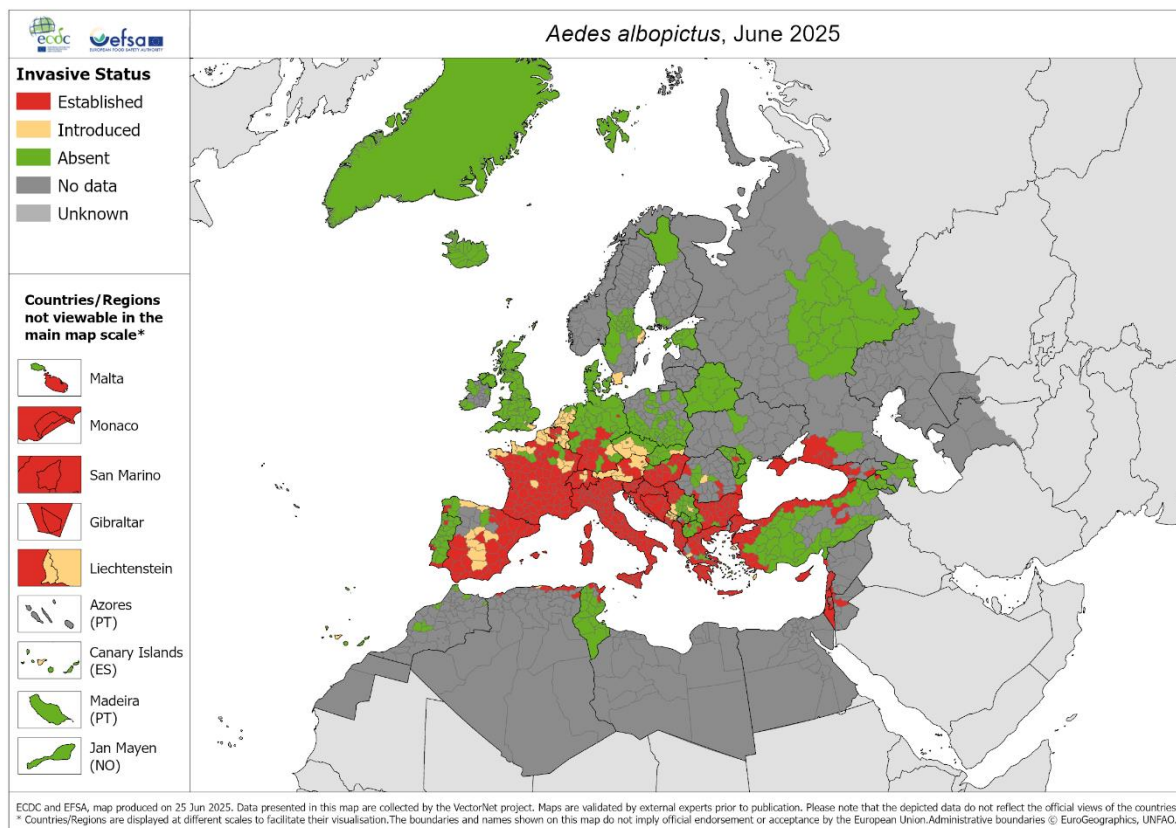 ecdc
efsa
EUROPEAN FOOD SAFETY AUTHORITY
Aedes albopictus, June 2025
Invasive Status
Established
Introduced
Absent
No data
Unknown
Countries/Regions
not viewable in the
main map scale*
Malta
Monaco
San Marino
Gibraltar
Liechtenstein
Azores
(PT)
Canary Islands
(ES)
Madeira
(PT)
Jan Mayen
(NO)
ECDC and EFSA, map produced on 25 Jun 2025. Data presented in this map are collected by the VectorNet project. Maps are validated by external experts prior to publication. Please note that the depicted data do not reflect the official views of the countries
* Countries/Regions are displayed at different scales to facilitate their visualisation.The boundaries and names shown on this map do not imply official endorsement or acceptance by the European Union.Administrative boundaries © EuroGeographics, UNFAO